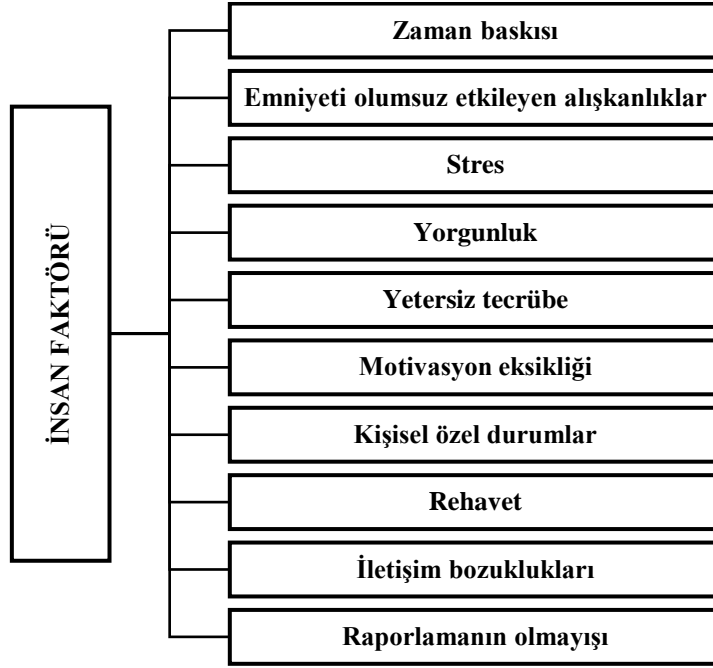 İNSAN FAKTÖRÜ
Zaman baskısı
Emniyeti olumsuz etkileyen alışkanlıklar
Stres
Yorgunluk
Yetersiz tecrübe
Motivasyon eksikliği
Kişisel özel durumlar
Rehavet
İletişim bozuklukları
Raporlamanın olmayışı